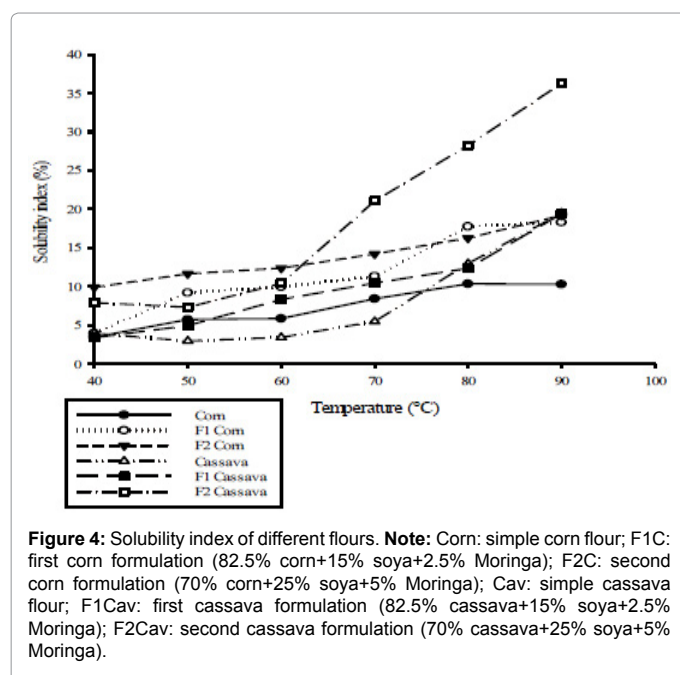 40
35
30
25
20
15
10
5
0
Solubility index (%)
40 50 60 70 80 90 100
Temperature (°C)
Corn
F1 Corn
F2 Corn
Cassava
F1 Cassava
F2 Cassava
Figure 4: Solubility index of different flours. Note: Corn: simple corn flour; F1C:
first corn formulation (82.5% corn+15% soya+2.5% Moringa); F2C: second
corn formulation (70% corn+25% soya+5% Moringa); Cav: simple cassava
flour; F1Cav: first cassava formulation (82.5% cassava+15% soya+2.5%
Moringa); F2Cav: second cassava formulation (70% cassava+25% soya+5%
Moringa).